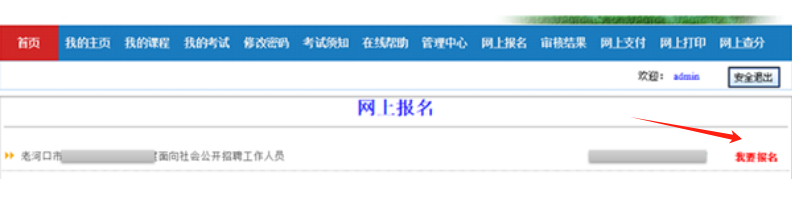 首页 我的主页 我的课程 我的考试 修改密码 考试须知 在线帮助 管理中心 网上报名 审核结果 网上支付 网上打印 网上查分
欢迎： admin 安全退出
网上报名
老河口市 面向社会公开招聘工作人员 我要报名